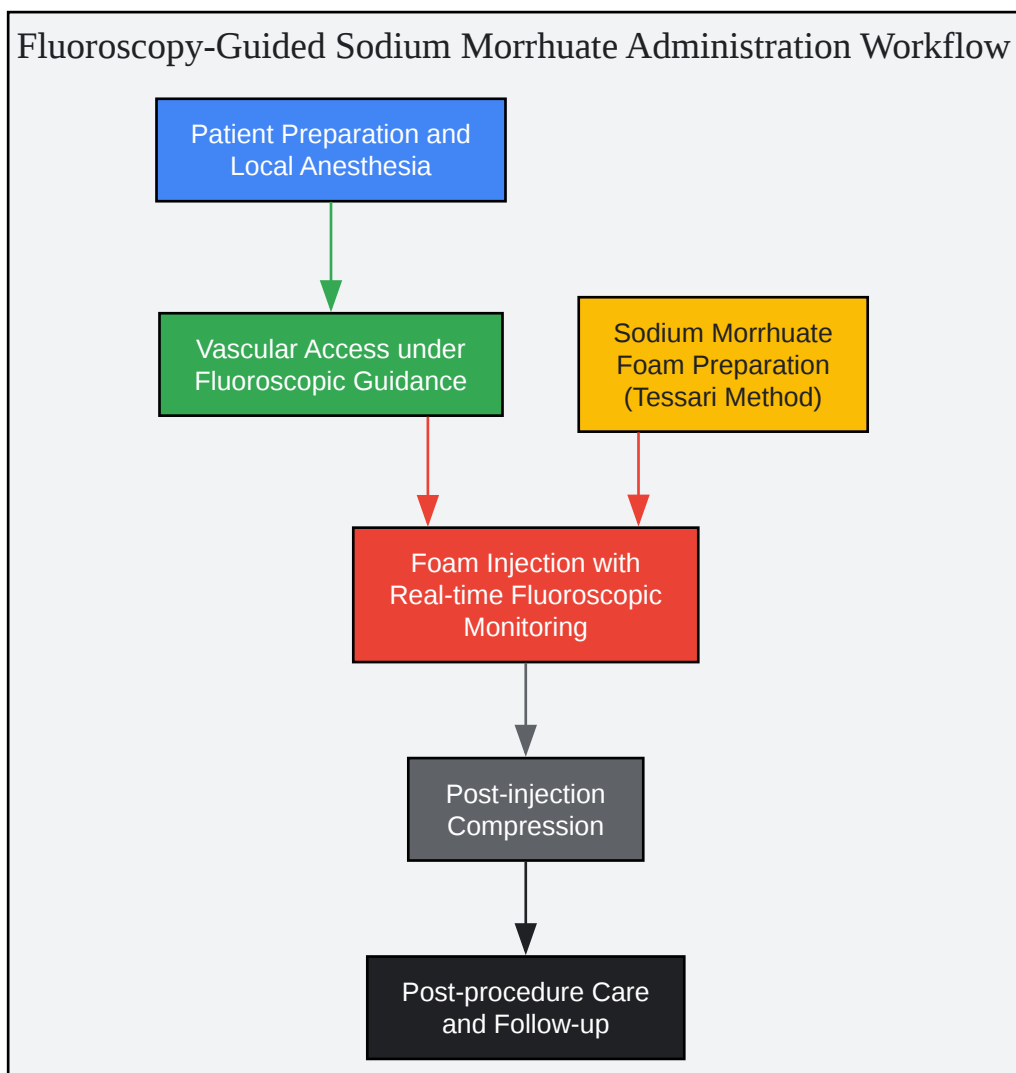 Fluoroscopy-Guided Sodium Morrhuate Administration Workflow
Patient Preparation and
Local Anesthesia
Vascular Access under
Fluoroscopic Guidance
Sodium Morrhuate
Foam Preparation
(Tessari Method)
Foam Injection with
Real-time Fluoroscopic
Monitoring
Post-injection
Compression
Post-procedure Care
and Follow-up